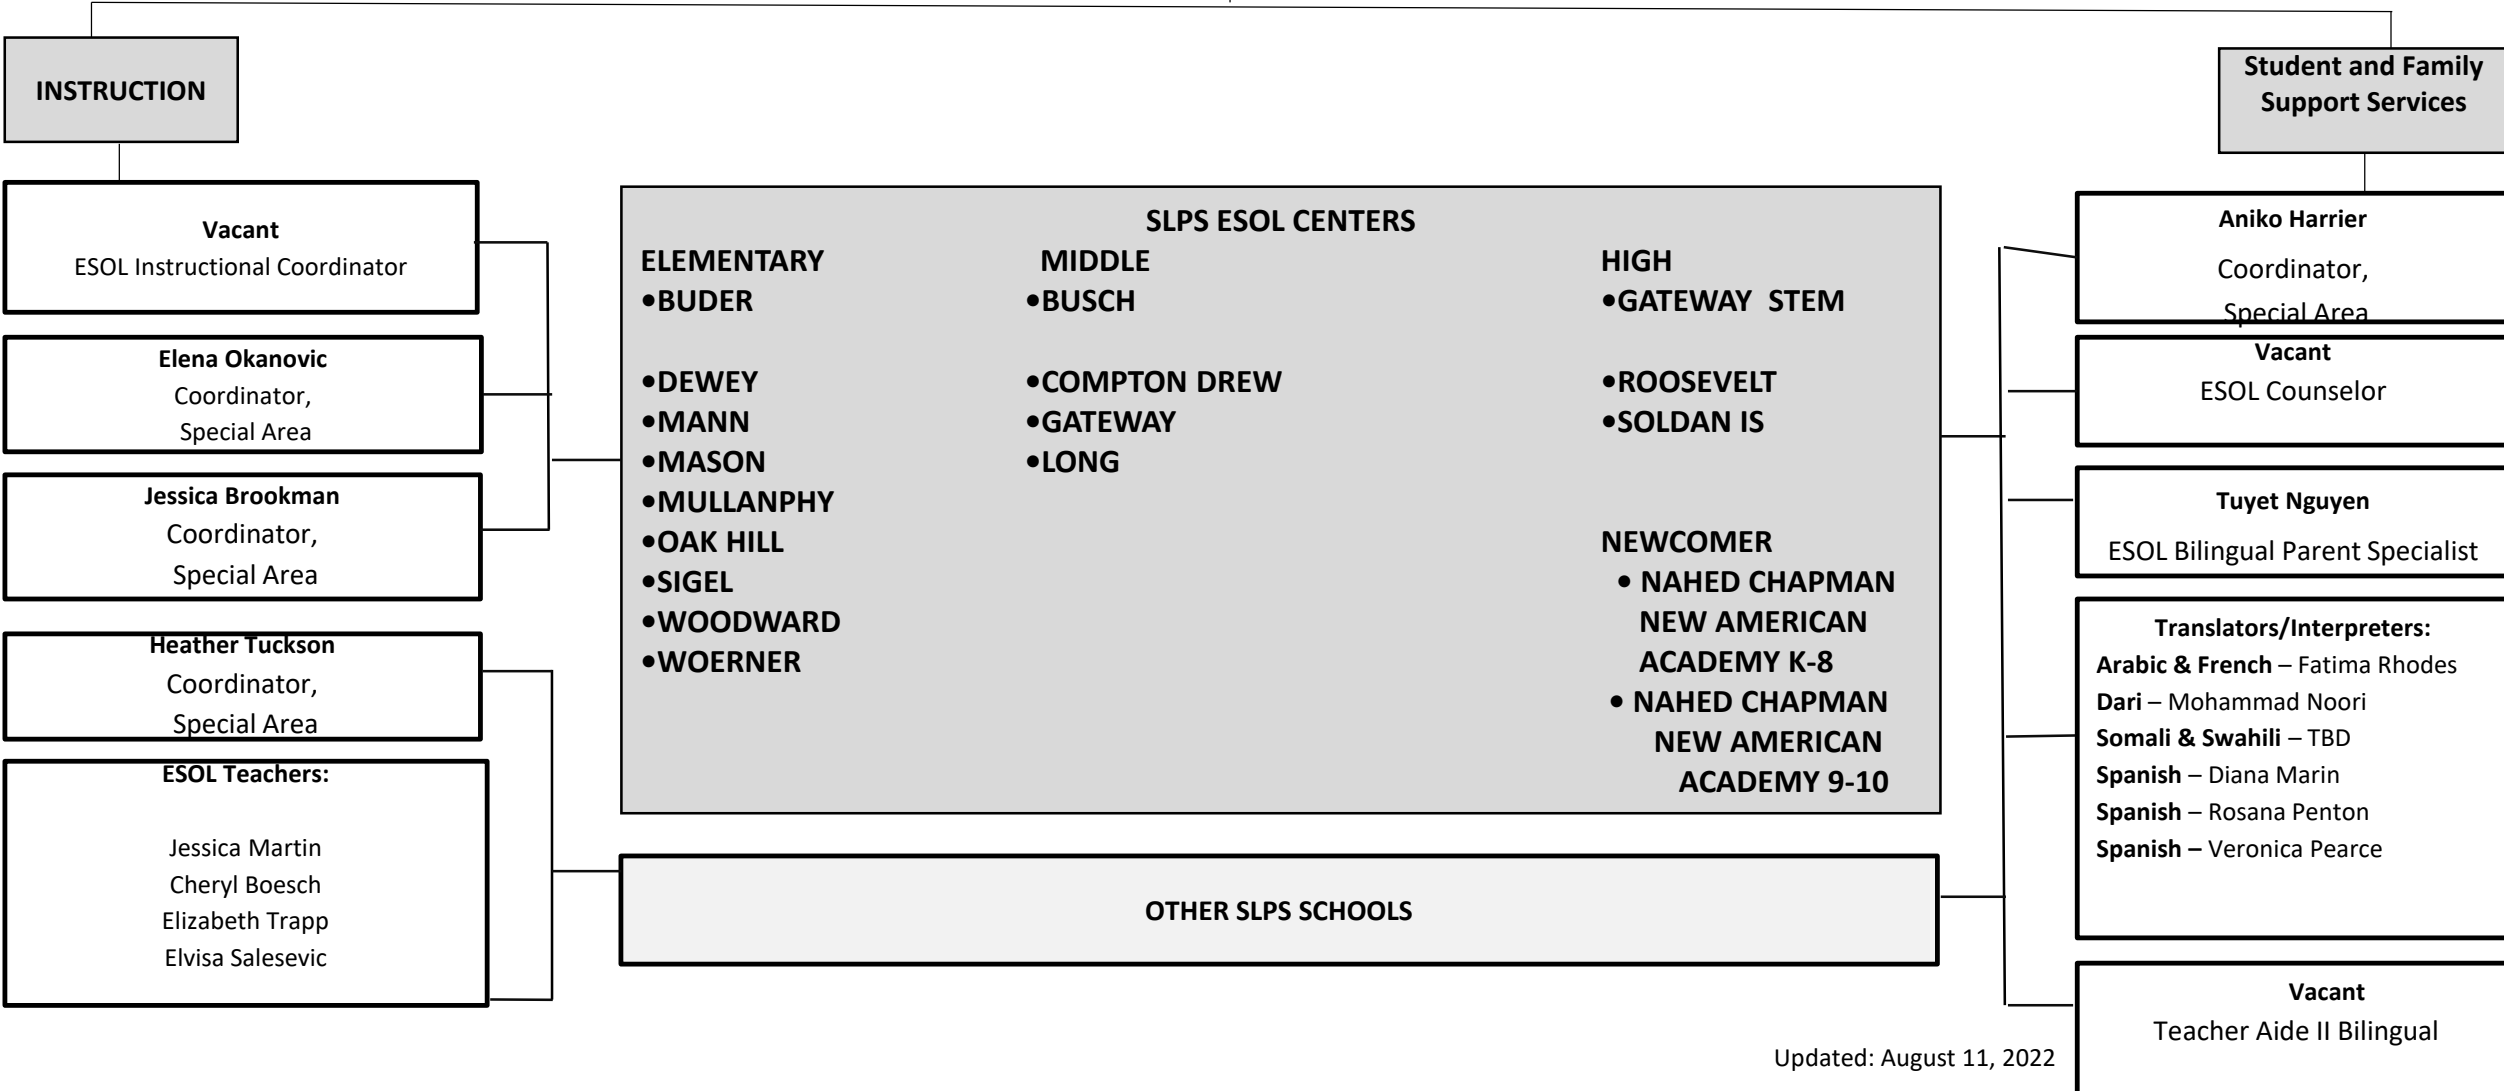 INSTRUCTION
Student and Family
Support Services
Vacant
ESOL Instructional Coordinator
Elena Okanovic
Coordinator,
Special Area
Jessica Brookman
Coordinator,
Special Area
Heather Tuckson
Coordinator,
Special Area
ESOL Teachers:
Jessica Martin
Cheryl Boesch
Elizabeth Trapp
Elvisa Salesevic
SLPS ESOL CENTERS
ELEMENTARY
•BUDER
•DEWEY
•MANN
•MASON
•MULLANPHY
•OAK HILL
•SIGEL
•WOODWARD
•WOERNER
MIDDLE
•BUSCH
•COMPTON DREW
•GATEWAY
•LONG
HIGH
•GATEWAY  STEM
•ROOSEVELT
•SOLDAN IS
NEWCOMER
• NAHED CHAPMAN
NEW AMERICAN
ACADEMY K-8
• NAHED CHAPMAN
NEW AMERICAN
ACADEMY 9-10
OTHER SLPS SCHOOLS
Aniko Harrier
Coordinator,
Special Area
Vacant
ESOL Counselor
Tuyet Nguyen
ESOL Bilingual Parent Specialist
Translators/Interpreters:
Arabic & French – Fatima Rhodes
Dari – Mohammad Noori
Somali & Swahili – TBD
Spanish – Diana Marin
Spanish – Rosana Penton
Spanish – Veronica Pearce
Vacant
Teacher Aide II Bilingual
Updated: August 11, 2022